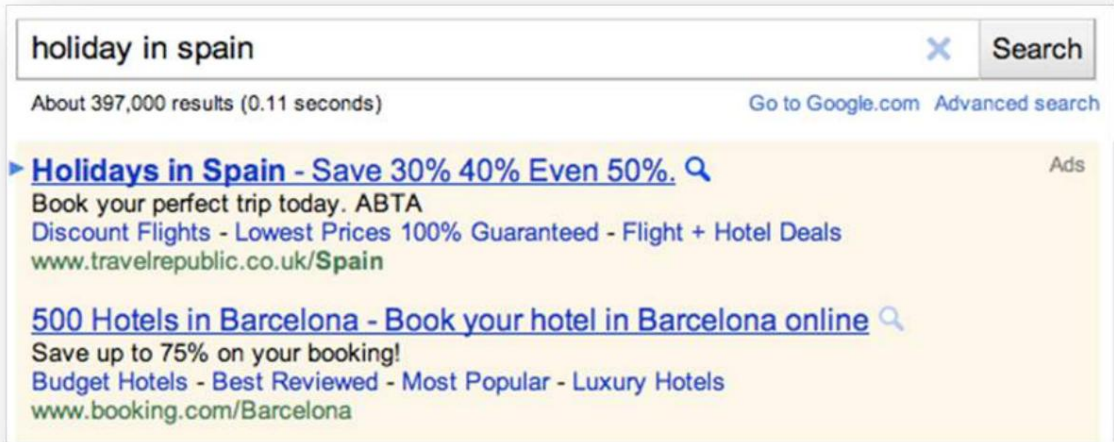 holiday in spain
Search
About 397,000 results (0.11 seconds)
Go to Google.com Advanced search
Holidays in Spain - Save 30% 40% Even 50%.
Ads
Book your perfect trip today. ABTA
Discount Flights - Lowest Prices 100% Guaranteed - Flight + Hotel Deals
www.travelrepublic.co.uk/Spain
500 Hotels in Barcelona - Book your hotel in Barcelona online
Save up to 75% on your booking!
Budget Hotels - Best Reviewed - Most Popular - Luxury Hotels
www.booking.com/Barcelona